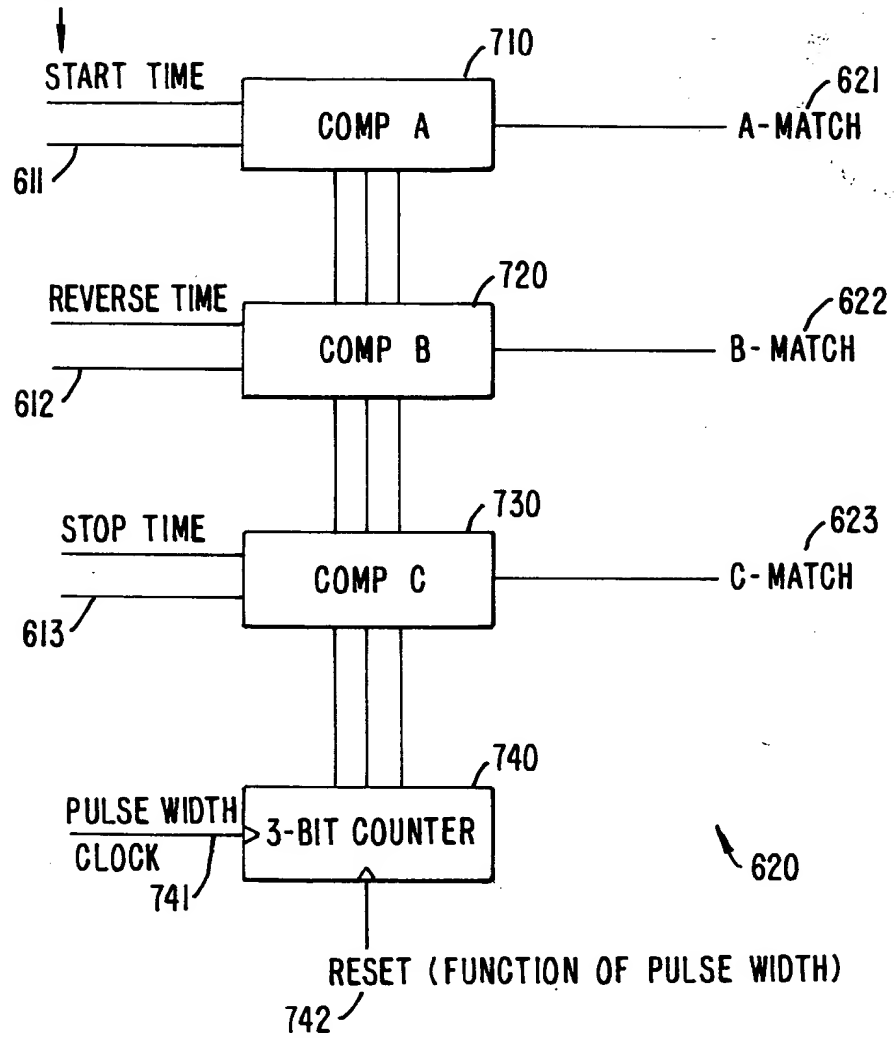 710
START TIME
COMP A
621
A-MATCH
611
720
REVERSE TIME
COMP B
622
B-MATCH
612
730
STOP TIME
COMP C
623
C-MATCH
613
740
PULSE WIDTH
3-BIT COUNTER
CLOCK
741
620
RESET (FUNCTION OF PULSE WIDTH)
742